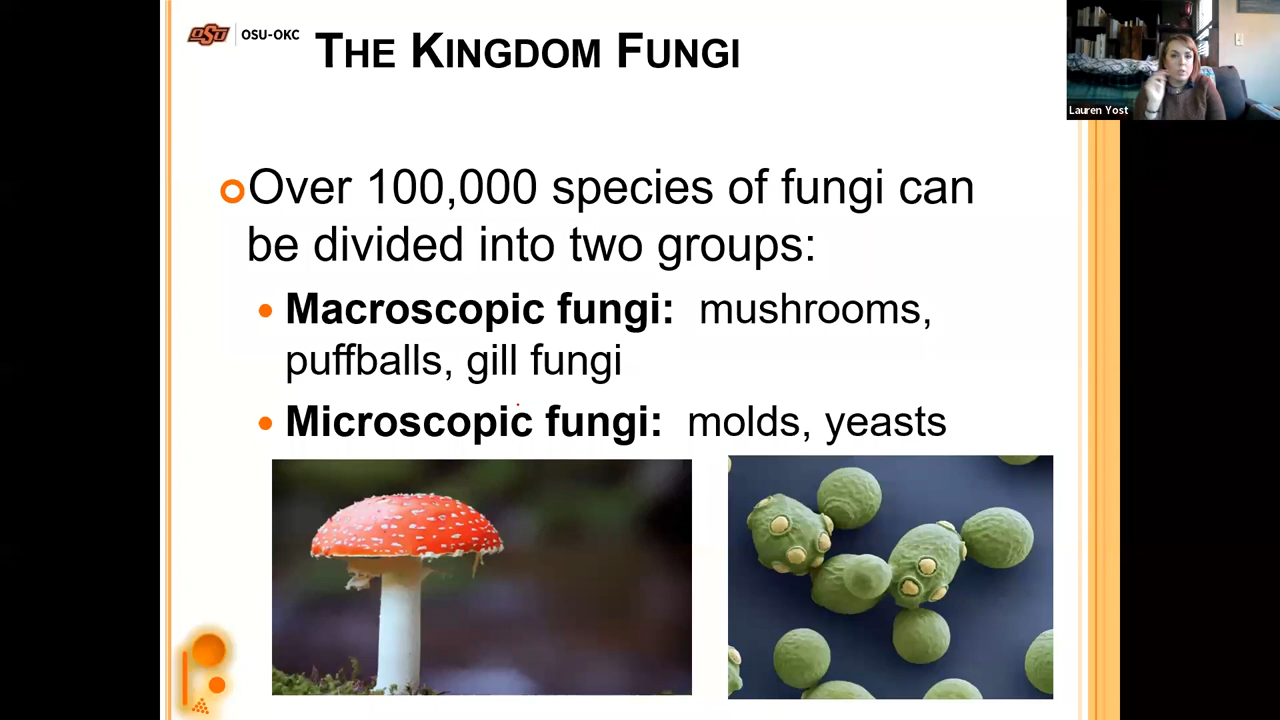 OSU OSU-OKC THE KINGDOM FUNGI
Lauren Yost
Over 100,000 species of fungi can
be divided into two groups:
Macroscopic fungi: mushrooms,
puffballs, gill fungi
Microscopic fungi: molds, yeasts